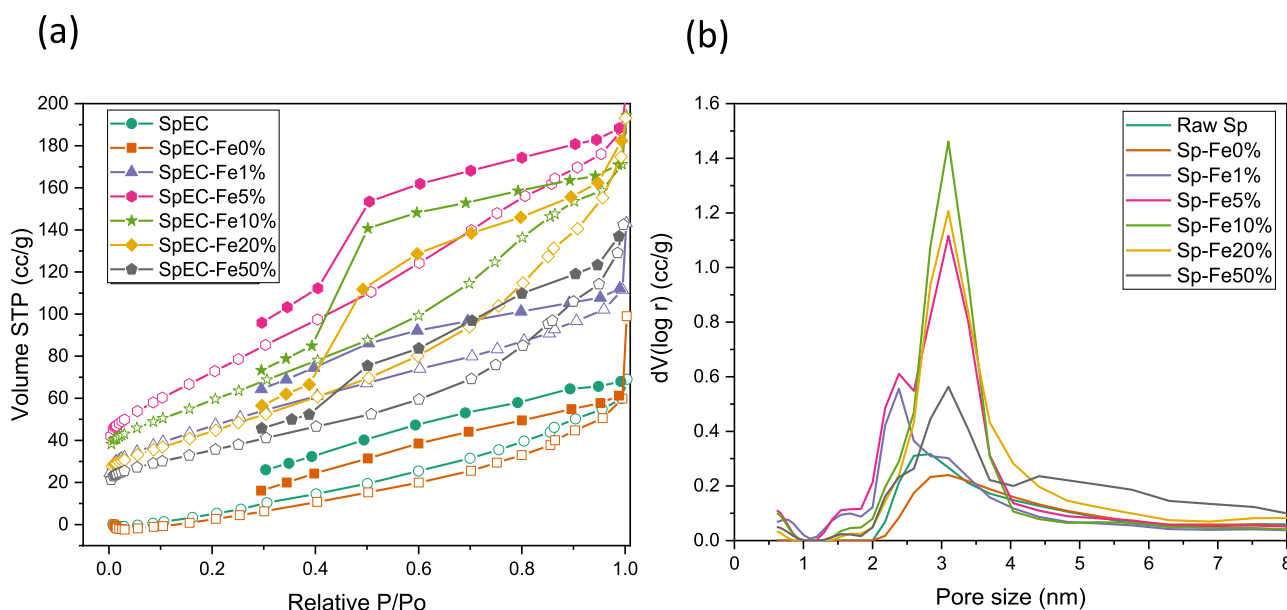 (a)
(b)
Volume STP (cc/g)
200
180
160
140
120
100
80
60
40
20
0
0.0
0.2
0.4
0.6
0.8
1.0
Relative P/Po
SpEC
SpEC-Fe0%
SpEC-Fe1%
SpEC-Fe5%
SpEC-Fe10%
SpEC-Fe20%
SpEC-Fe50%
dV(log r) (cc/g)
1.6
1.4
1.2
1.0
0.8
0.6
0.4
0.2
0.0
0
1
2
3
4
5
6
7
8
Pore size (nm)
Raw Sp
Sp-Fe0%
Sp-Fe1%
Sp-Fe5%
Sp-Fe10%
Sp-Fe20%
Sp-Fe50%